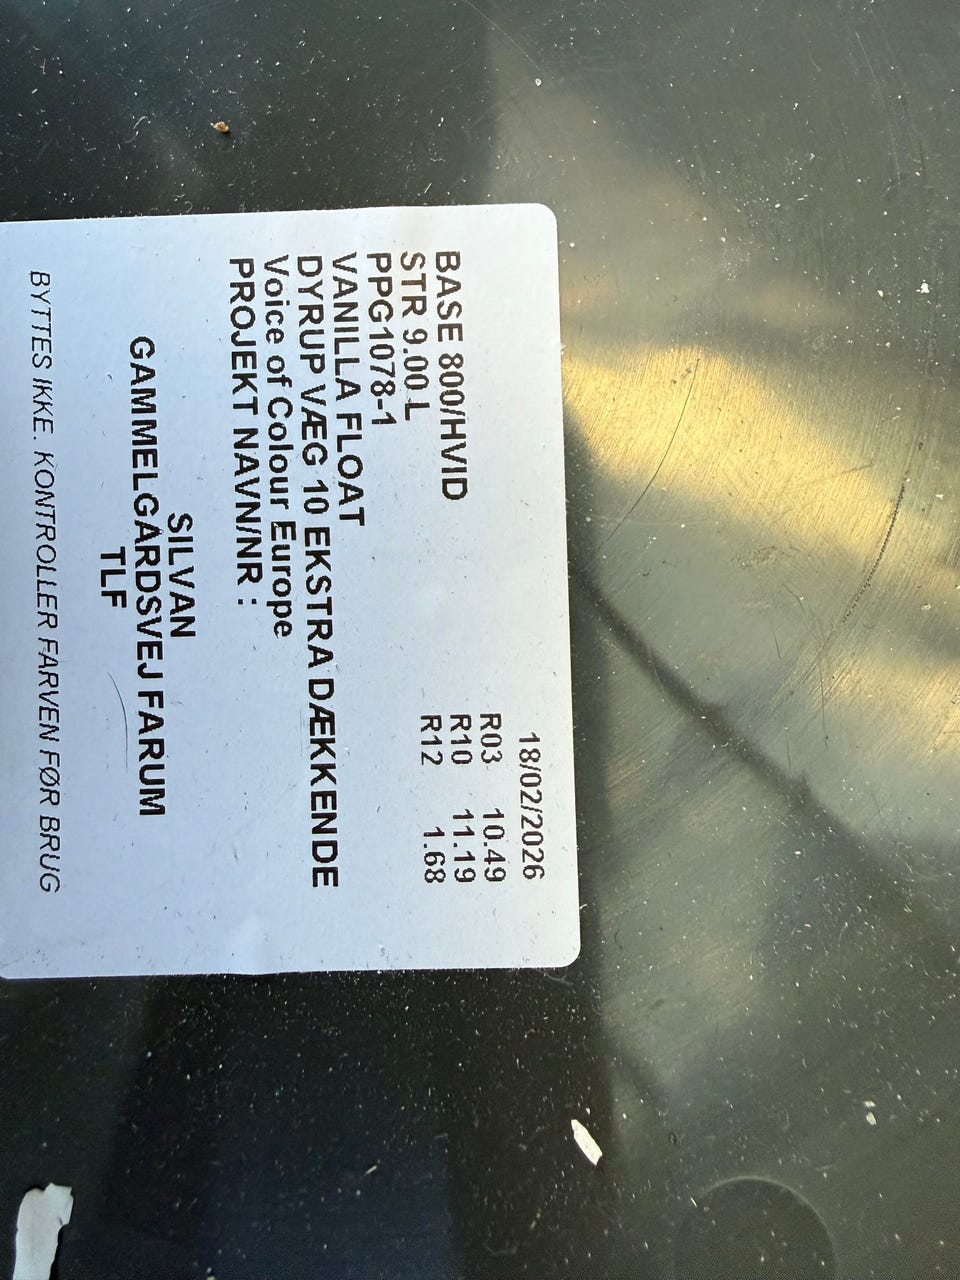 18/02/2026
R03 10.49
BASE 800/HVID R10 11.19
STR 9.00 L R12 1.68
PPG1078-1
VANILLA FLOAT
DYRUP VÆG 10 EKSTRA DÆKKENDE
Voice of Colour Europe
PROJEKT NAVN/NR :
SILVAN
GAMMELGÅRDSVEJ FARUM
TLF
BYTTES IKKE. KONTROLLER FARVEN FØR BRUG